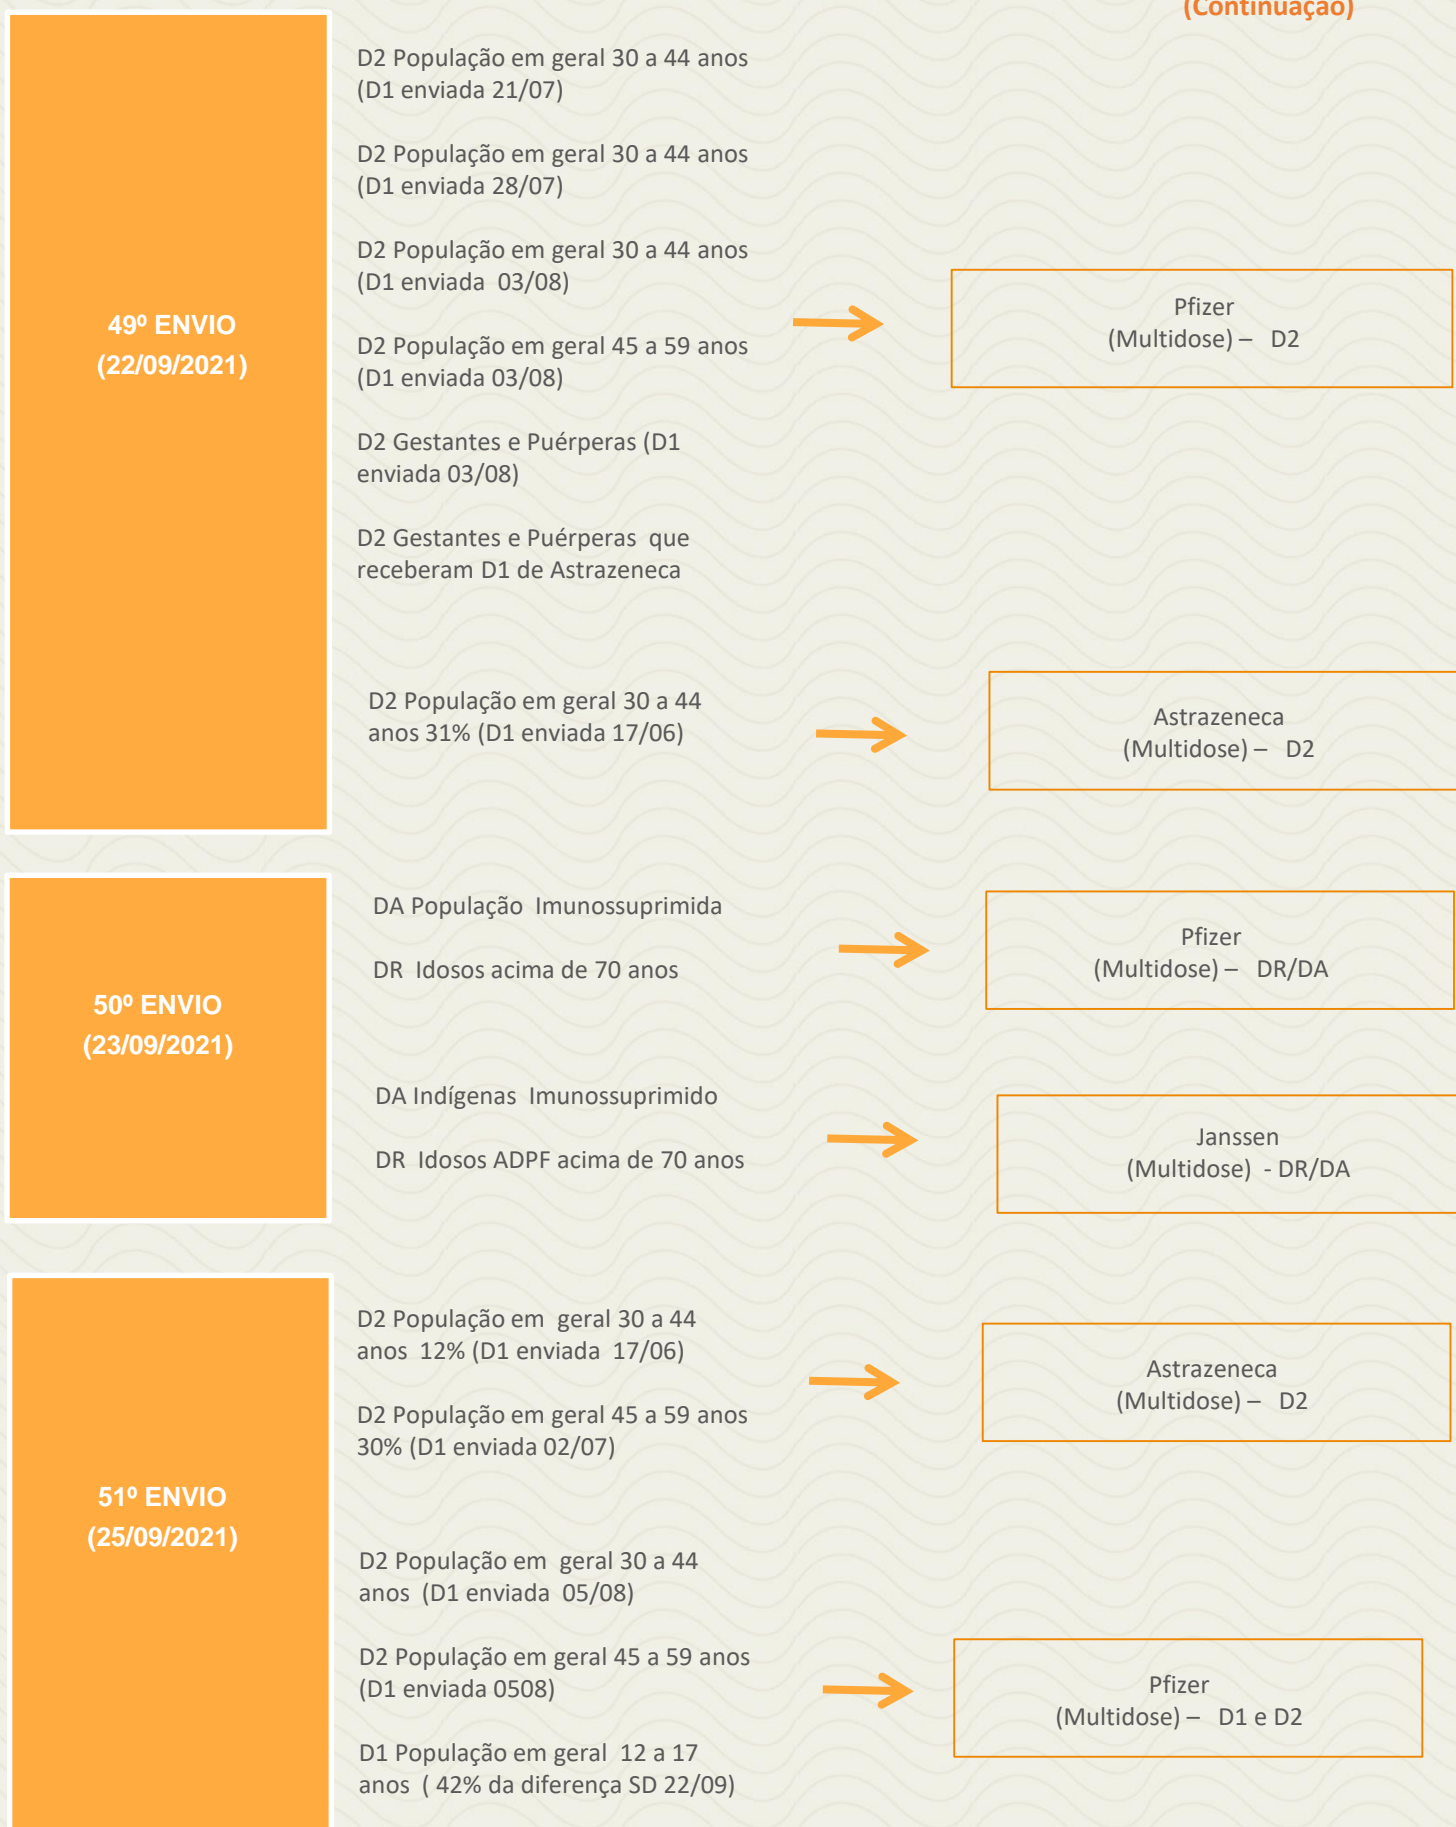 (Continuação)
49º ENVIO
(22/09/2021)
D2 População em geral 30 a 44 anos
(D1 enviada 21/07)
D2 População em geral 30 a 44 anos
(D1 enviada 28/07)
D2 População em geral 30 a 44 anos
(D1 enviada  03/08)
D2 População em geral 45 a 59 anos
(D1 enviada 03/08)
D2 Gestantes e Puérperas (D1
enviada 03/08)
D2 Gestantes e Puérperas  que
receberam D1 de Astrazeneca
Pfizer
(Multidose) –   D2
D2 População em geral 30 a 44
anos 31% (D1 enviada 17/06)
Astrazeneca
(Multidose) –   D2
50º ENVIO
(23/09/2021)
DA População  Imunossuprimida
DR  Idosos acima de 70 anos
Pfizer
(Multidose) –   DR/DA
DA Indígenas  Imunossuprimido
DR  Idosos ADPF acima de 70 anos
Janssen
(Multidose)  - DR/DA
51º ENVIO
(25/09/2021)
D2 População em  geral 30 a 44
anos  12% (D1 enviada  17/06)
D2 População em geral 45 a 59 anos
30% (D1 enviada 02/07)
Astrazeneca
(Multidose) –   D2
D2 População em  geral 30 a 44
anos  (D1 enviada  05/08)
D2 População em geral 45 a 59 anos
(D1 enviada 0508)
D1 População em geral  12 a 17
anos  ( 42% da diferença SD 22/09)
Pfizer
(Multidose) –   D1 e D2